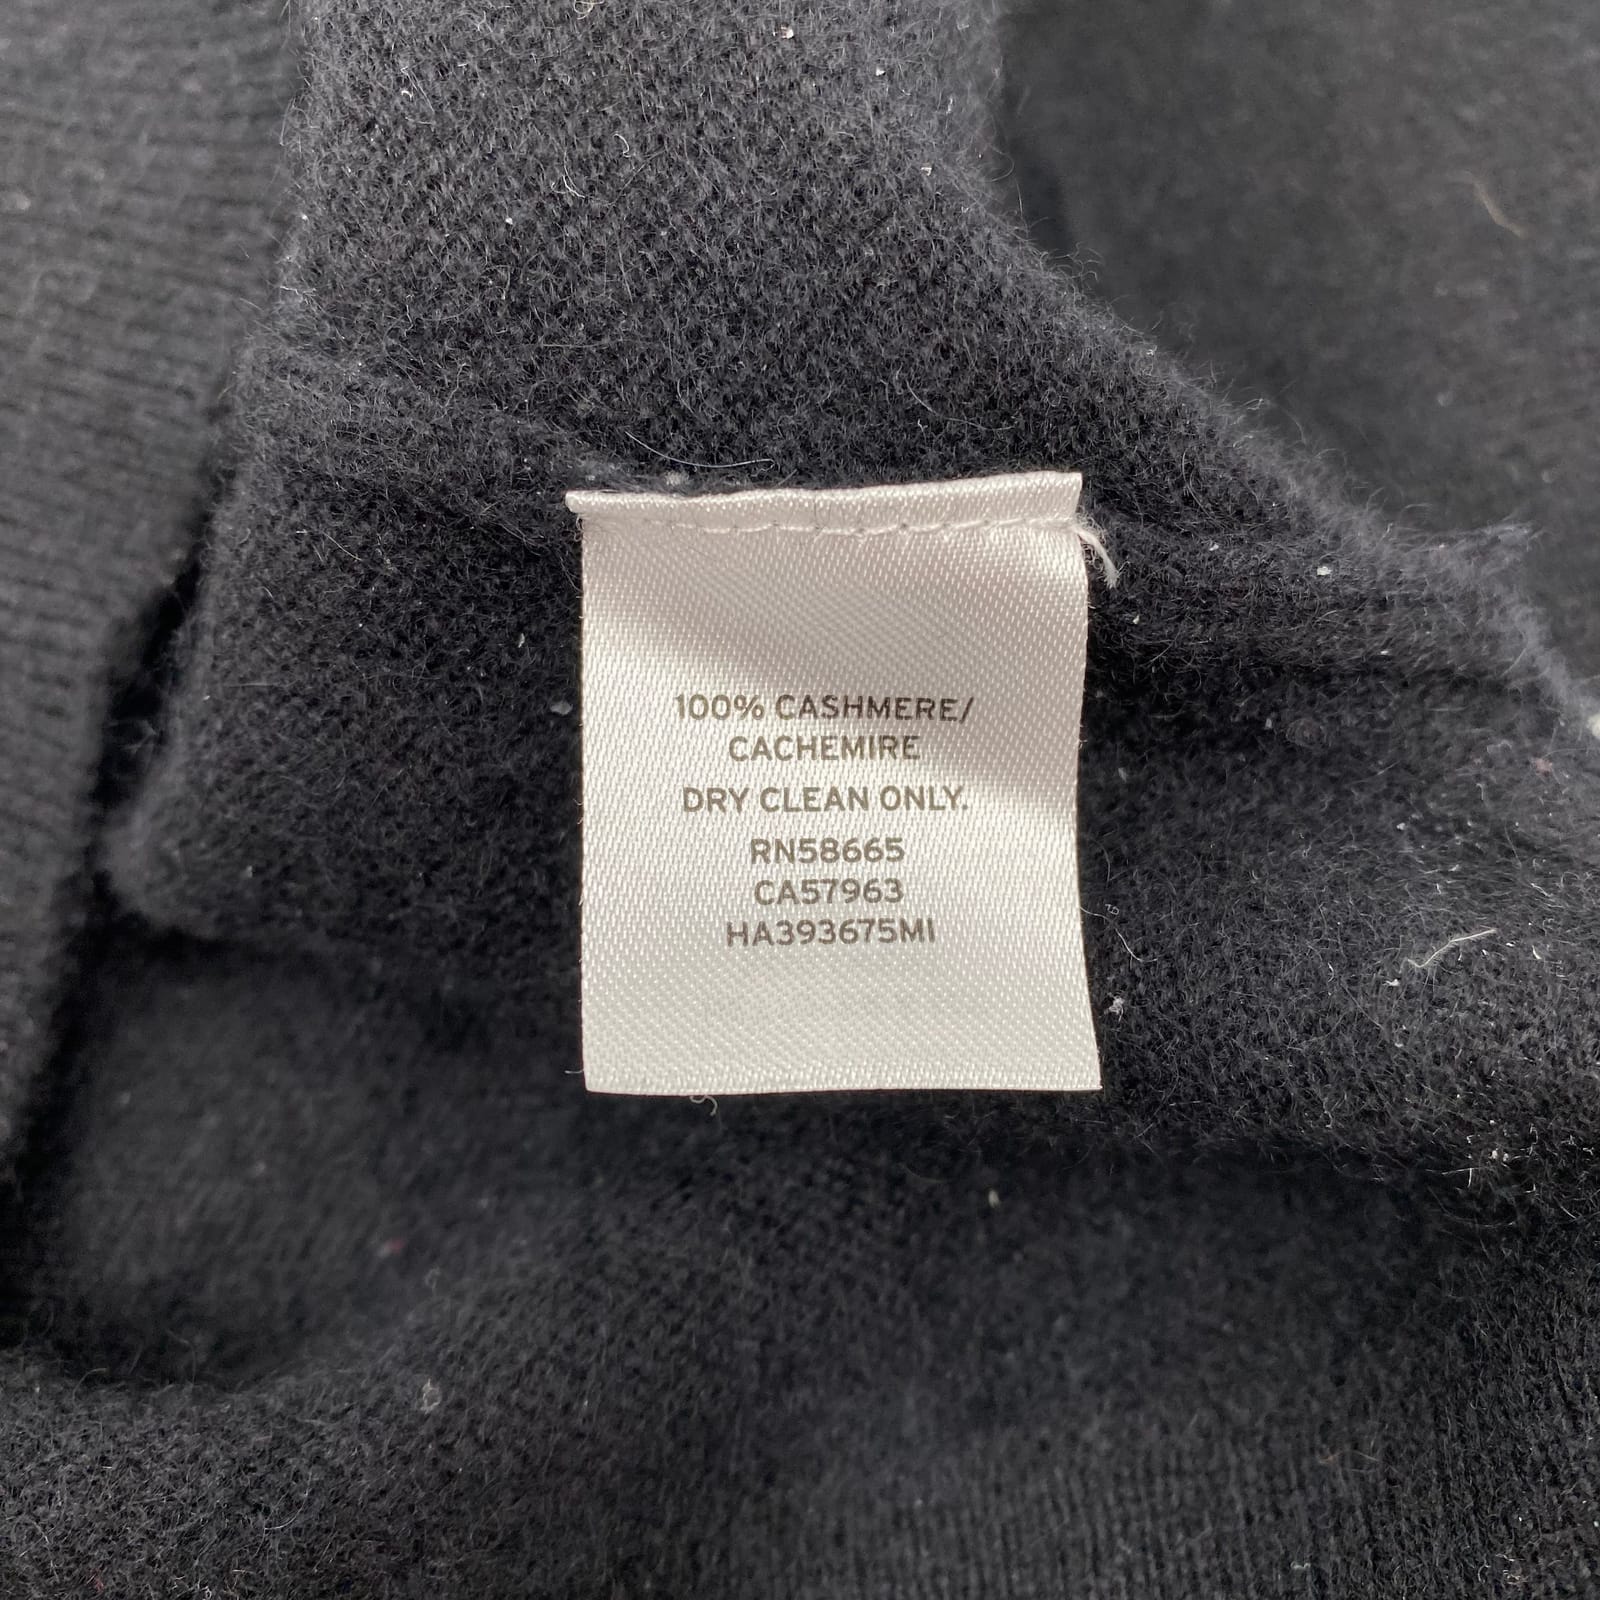 100% CASHMERE/
CACHEMIRE
DRY CLEAN ONLY.
RN58665
CA57963
HA393675MI